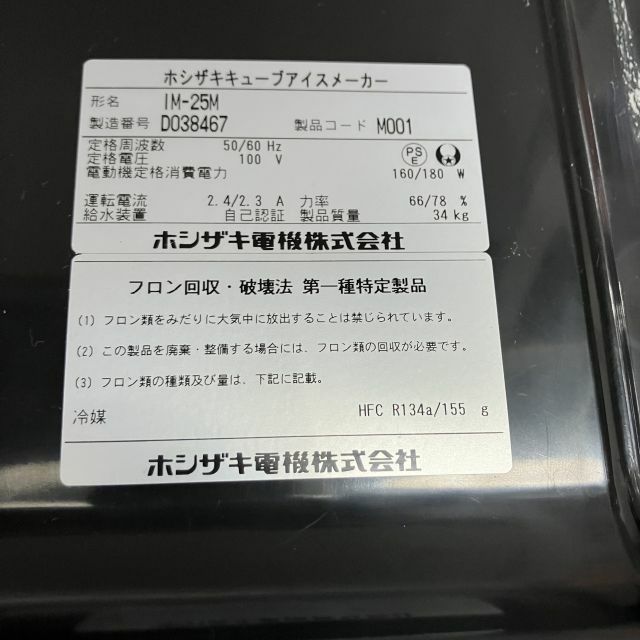 ホシザキキューブアイスメーカー
形名 IM-25M
製造番号 D038467 製品コード M001
定格周波数 50/60 Hz
定格電圧 100 V
電動機定格消費電力 160/180 W
PSE
運転電流 2.4/2.3 A 力率 66/78 %
給水装置 自己認証 製品質量 34 kg
ホシザキ電機株式会社
フロン回収・破壊法 第一種特定製品
(1) フロン類をみだりに大気中に放出することは禁じられています。
(2) この製品を廃棄・整備する場合には、フロン類の回収が必要です。
(3) フロン類の種類及び量は、下記に記載。
冷媒 HFC R134a/155 g
ホシザキ電機株式会社